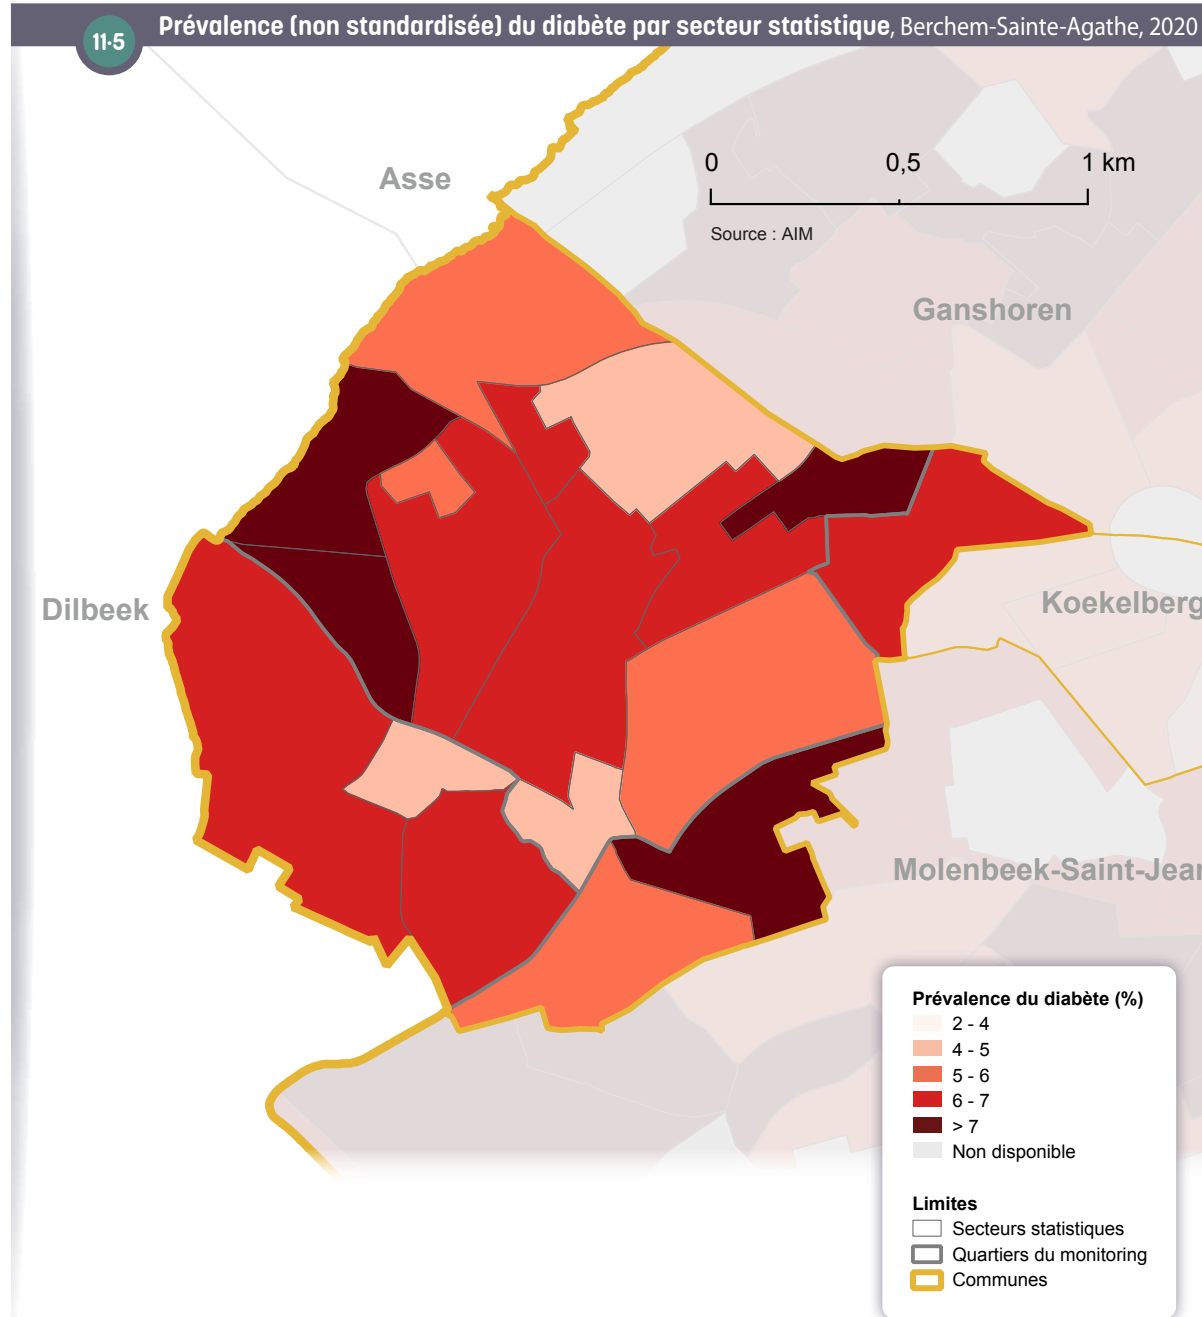 11·5 Prévalence (non standardisée) du diabète par secteur statistique, Berchem-Sainte-Agathe, 2020
0 0,5 1 km
Source : AIM
Asse
Ganshoren
Dilbeek
Koekelberg
Molenbeek-Saint-Jean
Prévalence du diabète (%)
2 - 4
4 - 5
5 - 6
6 - 7
> 7
Non disponible
Limites
Secteurs statistiques
Quartiers du monitoring
Communes